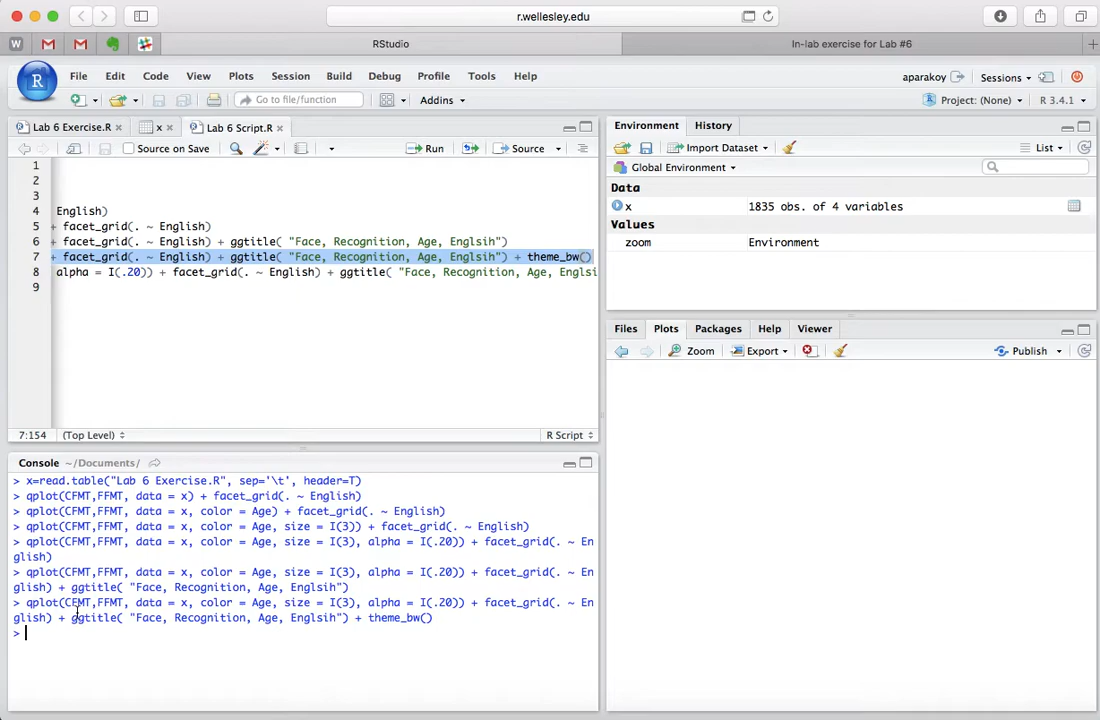 r.wellesley.edu
W
RStudio
In-lab exercise for Lab #6
R
File Edit Code View Plots Session Build Debug Profile Tools Help
aparakoy
Sessions
Go to file/function
Addins
Project: (None)
R 3.4.1
Lab 6 Exercise.R
x
Lab 6 Script.R
Source on Save
Run
Source
1
2
3
4 English)
5 + facet_grid(. ~ English)
6 + facet_grid(. ~ English) + ggtitle( "Face, Recognition, Age, Englsih")
7 + facet_grid(. ~ English) + ggtitle( "Face, Recognition, Age, Englsih") + theme_bw()
8 alpha = I(.20)) + facet_grid(. ~ English) + ggtitle( "Face, Recognition, Age, Englsi
9
7:154 (Top Level)
R Script
Console ~/Documents/
> x=read.table("Lab 6 Exercise.R", sep='\t', header=T)
> qplot(CFMT,FFMT, data = x) + facet_grid(. ~ English)
> qplot(CFMT,FFMT, data = x, color = Age) + facet_grid(. ~ English)
> qplot(CFMT,FFMT, data = x, color = Age, size = I(3)) + facet_grid(. ~ English)
> qplot(CFMT,FFMT, data = x, color = Age, size = I(3), alpha = I(.20)) + facet_grid(. ~ En
glish)
> qplot(CFMT,FFMT, data = x, color = Age, size = I(3), alpha = I(.20)) + facet_grid(. ~ En
glish) + ggtitle( "Face, Recognition, Age, Englsih")
> qplot(CFMT,FFMT, data = x, color = Age, size = I(3), alpha = I(.20)) + facet_grid(. ~ En
glish) + ggtitle( "Face, Recognition, Age, Englsih") + theme_bw()
>
Environment History
Import Dataset
List
Global Environment
Data
x 1835 obs. of 4 variables
Values
zoom Environment
Files Plots Packages Help Viewer
Zoom Export
Publish